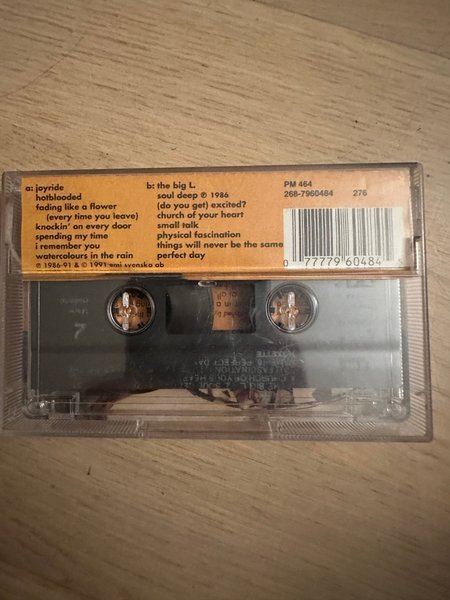 a: joyride
hotblooded
fading like a flower
(every time you leave)
knockin' on every door
spending my time
i remember you
watercolours in the rain
℗ 1986-91 & © 1991 emi svenska ab
b: the big L.
soul deep ℗ 1986
(do you get) excited?
church of your heart
small talk
physical fascination
things will never be the same
perfect day
PM 464
268-7960484 276
0 77779 60484